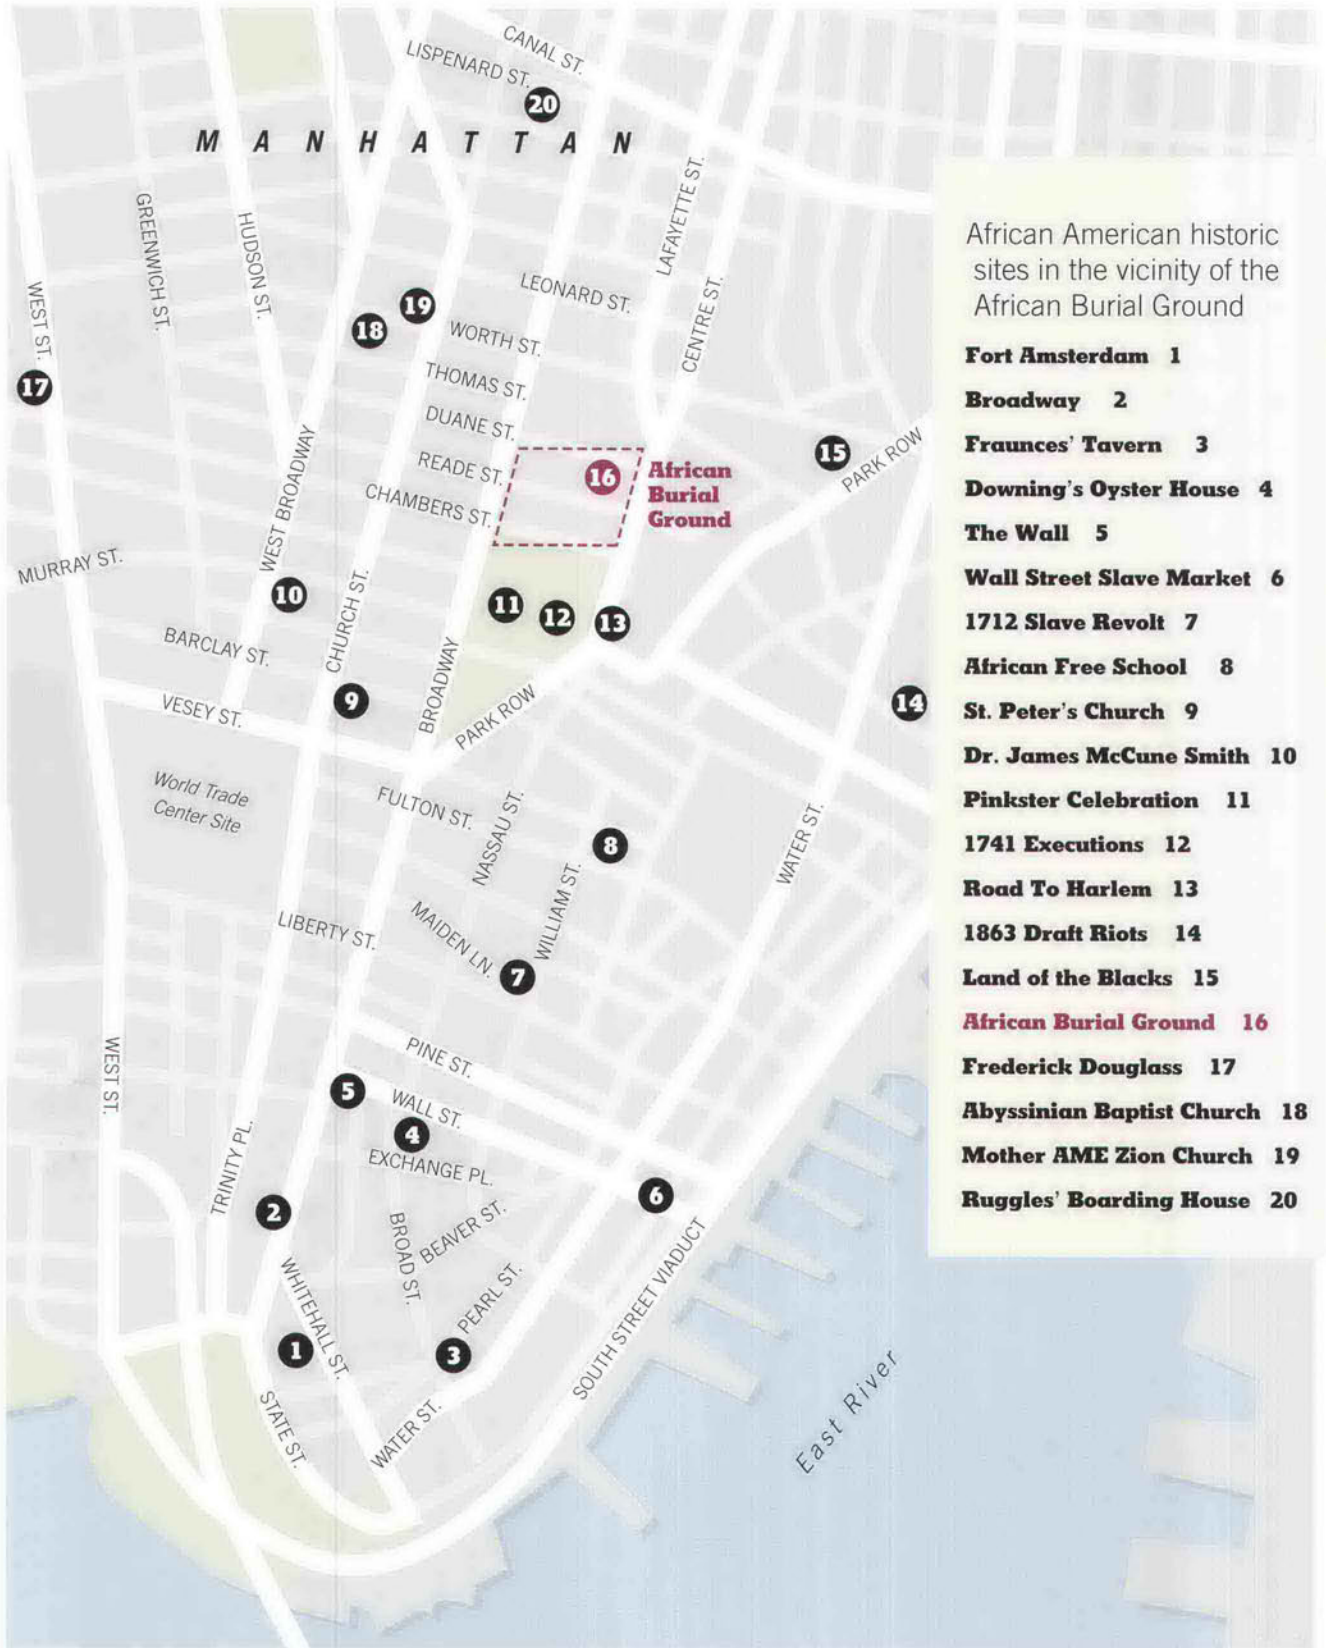 CANAL ST.
LISPENARD ST.
20
MANHATTAN
LAFAYETTE ST.
GREENWICH ST.
HUDSON ST.
WEST ST.
LEONARD ST.
CENTRE ST.
19
18
WORTH ST.
17
THOMAS ST.
DUANE ST.
READE ST.
CHAMBERS ST.
16
African
Burial
Ground
15
PARK ROW
WEST BROADWAY
MURRAY ST.
10
CHURCH ST.
11
12
13
BARCLAY ST.
BROADWAY
9
VESEY ST.
PARK ROW
14
World Trade
Center Site
FULTON ST.
NASSAU ST.
8
WATER ST.
WILLIAM ST.
MAIDEN LN.
LIBERTY ST.
7
WEST ST.
PINE ST.
5
WALL ST.
4
EXCHANGE PL.
TRINITY PL.
6
2
BROAD ST.
BEAVER ST.
WHITEHALL ST.
PEARL ST.
SOUTH STREET VIADUCT
1
3
STATE ST.
WATER ST.
East River
African American historic
sites in the vicinity of the
African Burial Ground
Fort Amsterdam 1
Broadway 2
Fraunces' Tavern 3
Downing's Oyster House 4
The Wall 5
Wall Street Slave Market 6
1712 Slave Revolt 7
African Free School 8
St. Peter's Church 9
Dr. James McCune Smith 10
Pinkster Celebration 11
1741 Executions 12
Road To Harlem 13
1863 Draft Riots 14
Land of the Blacks 15
African Burial Ground 16
Frederick Douglass 17
Abyssinian Baptist Church 18
Mother AME Zion Church 19
Ruggles' Boarding House 20